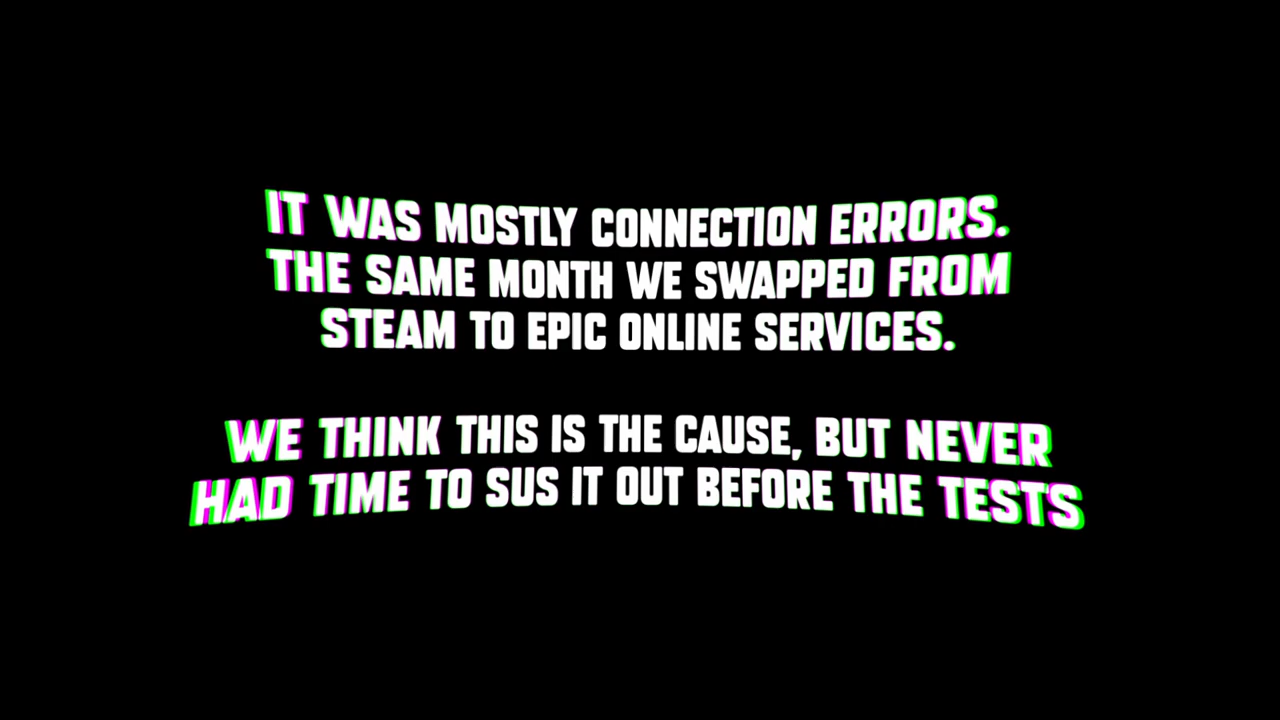 IT WAS MOSTLY CONNECTION ERRORS.
THE SAME MONTH WE SWAPPED FROM
STEAM TO EPIC ONLINE SERVICES.
WE THINK THIS IS THE CAUSE, BUT NEVER
HAD TIME TO SUS IT OUT BEFORE THE TESTS